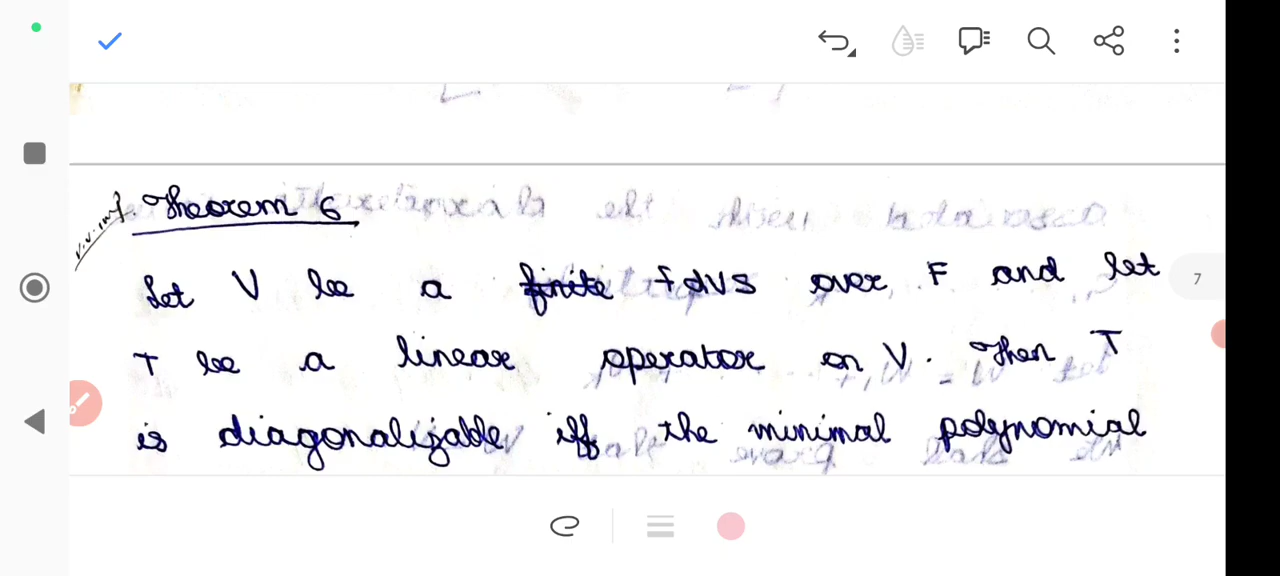 v.v.imp. Theorem 6
Let V be a finite fdvs over F and let
T be a linear operator on V. Then T
is diagonalizable iff the minimal polynomial
7